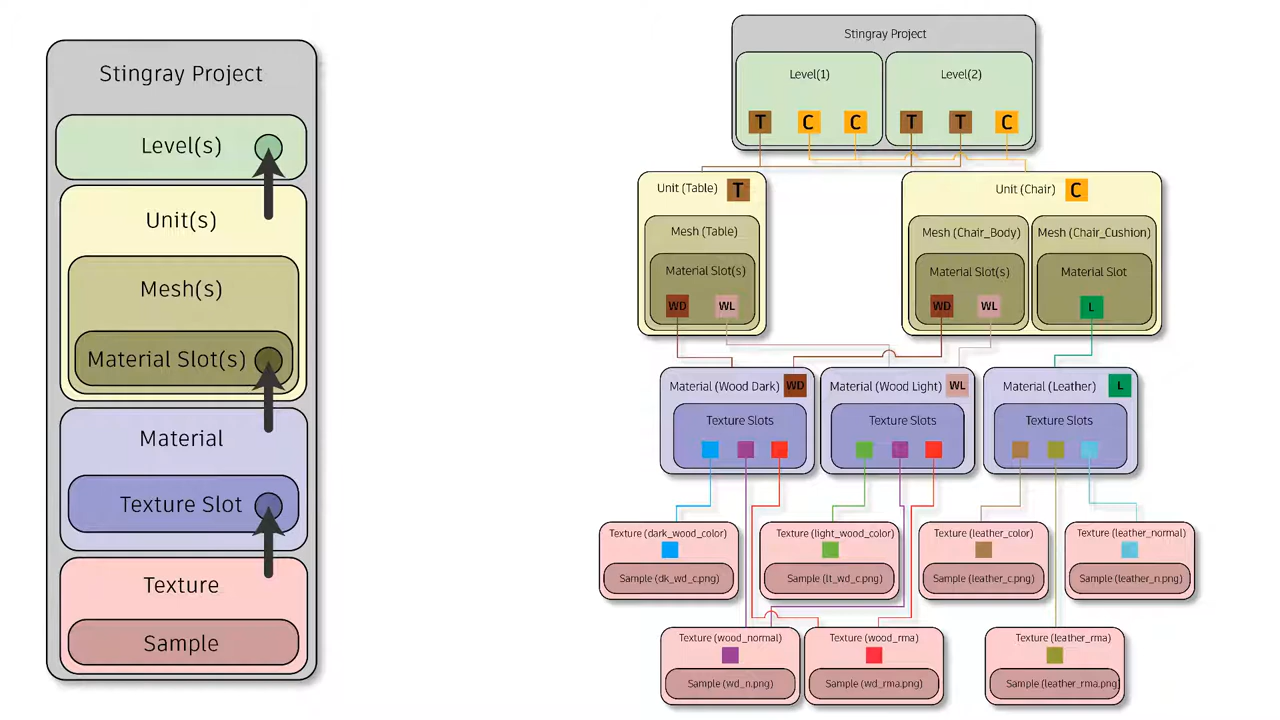 Stingray Project
Level(s)
Unit(s)
Mesh(s)
Material Slot(s)
Material
Texture Slot
Texture
Sample
Stingray Project
Level(1)
Level(2)
T C C T T C
Unit (Table) T
Unit (Chair) C
Mesh (Table)
Mesh (Chair_Body)
Mesh (Chair_Cushion)
Material Slot(s)
Material Slot(s)
Material Slot
WD WL
WD WL
L
Material (Wood Dark) WD
Material (Wood Light) WL
Material (Leather) L
Texture Slots
Texture Slots
Texture Slots
Texture (dark_wood_color)
Texture (light_wood_color)
Texture (leather_color)
Texture (leather_normal)
Sample (dk_wd_c.png)
Sample (lt_wd_c.png)
Sample (leather_c.png)
Sample (leather_n.png)
Texture (wood_normal)
Texture (wood_rma)
Texture (leather_rma)
Sample (wd_n.png)
Sample (wd_rma.png)
Sample (leather_rma.png)